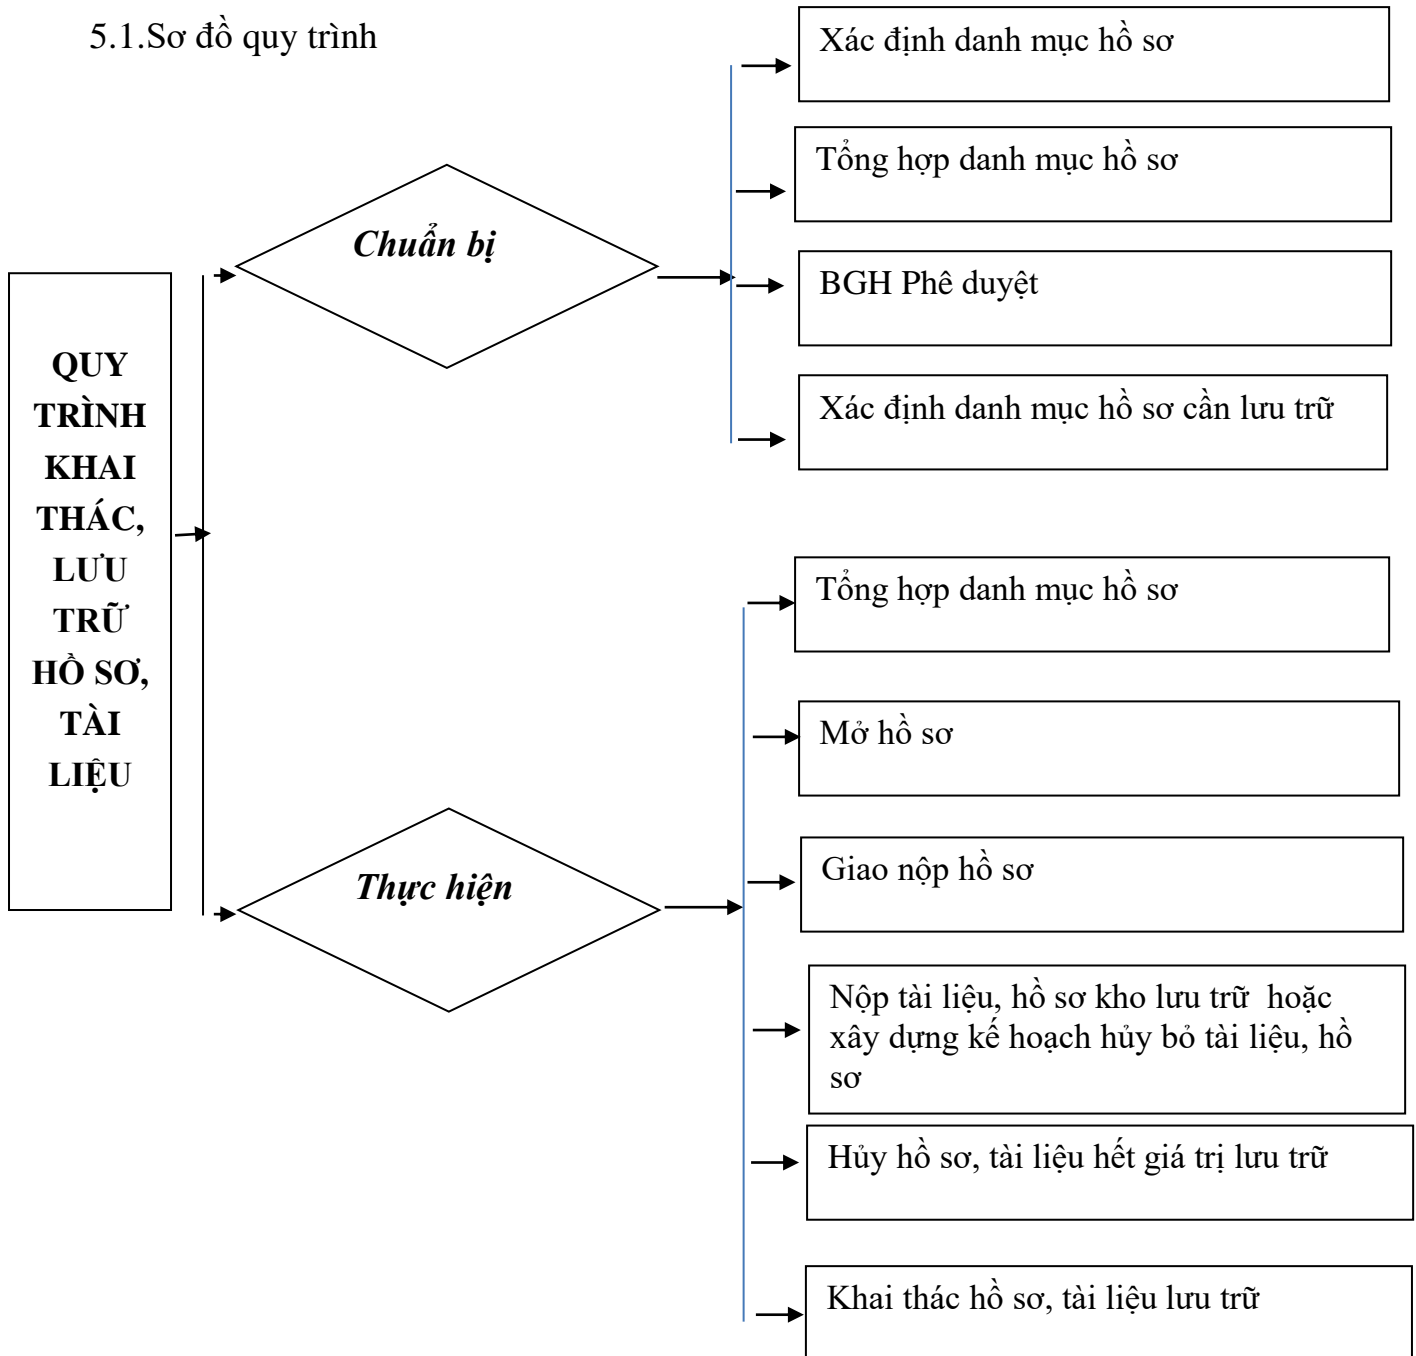 5.1.Sơ đồ quy trình
QUY
TRÌNH
KHAI
THÁC,
LƯU
TRỮ
HỒ SƠ,
TÀI
LIỆU
Chuẩn bị
Xác định danh mục hồ sơ
Tổng hợp danh mục hồ sơ
BGH Phê duyệt
Xác định danh mục hồ sơ cần lưu trữ
Thực hiện
Tổng hợp danh mục hồ sơ
Mở hồ sơ
Giao nộp hồ sơ
Nộp tài liệu, hồ sơ kho lưu trữ  hoặc
xây dựng kế hoạch hủy bỏ tài liệu, hồ
sơ
Hủy hồ sơ, tài liệu hết giá trị lưu trữ
Khai thác hồ sơ, tài liệu lưu trữ